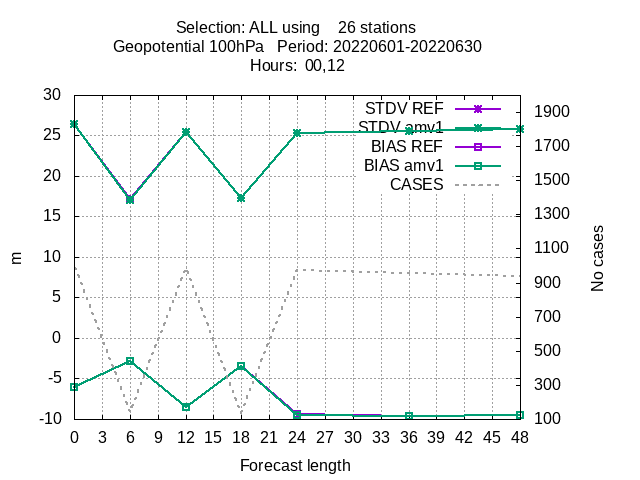 Selection: ALL using    26 stations
Geopotential 100hPa   Period: 20220601-20220630
Hours:  00,12
30
25
20
15
10
5
0
-5
-10
m
STDV REF
STDV amv1
BIAS REF
BIAS amv1
CASES
1900
1700
1500
1300
1100
900
700
500
300
100
No cases
0 3 6 9 12 15 18 21 24 27 30 33 36 39 42 45 48
Forecast length